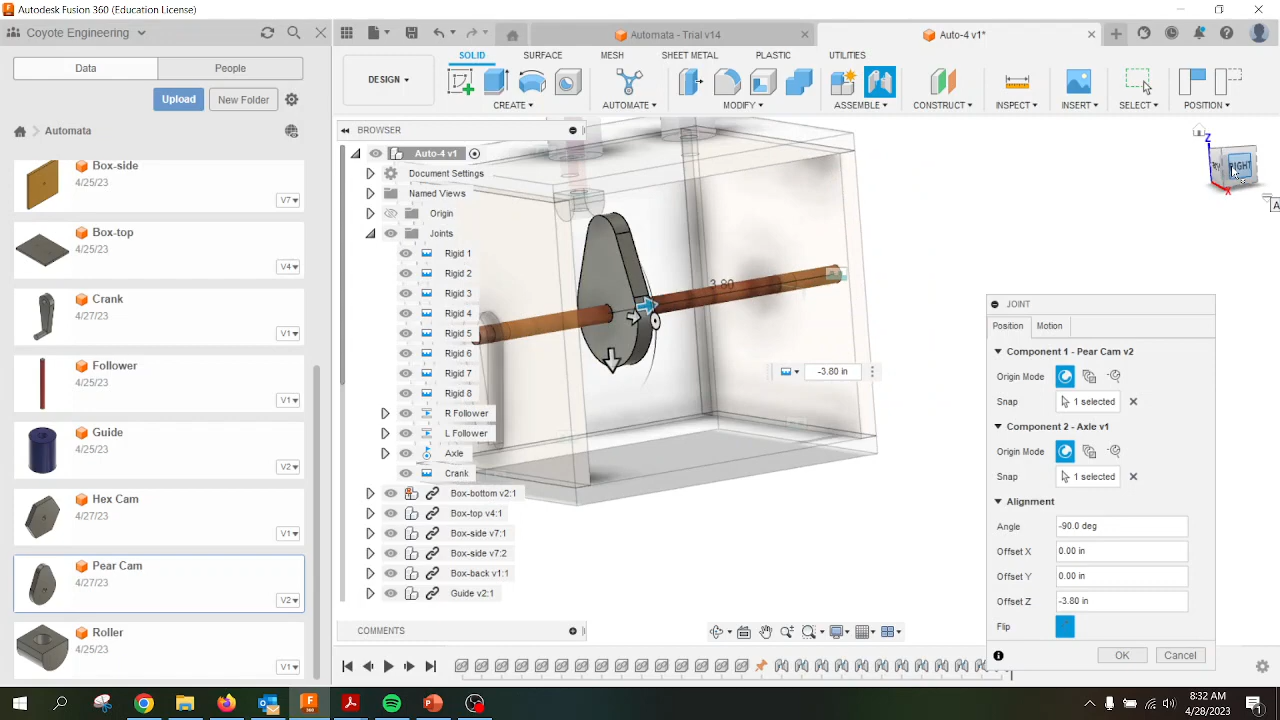 Autodesk Fusion 360 (Education License)
Coyote Engineering
Automata - Trial v14
Auto-4 v1*
Data
People
Upload
New Folder
Automata
DESIGN
SOLID
SURFACE
MESH
SHEET METAL
PLASTIC
UTILITIES
CREATE
AUTOMATE
MODIFY
ASSEMBLE
CONSTRUCT
INSPECT
INSERT
SELECT
POSITION
Box-side
4/25/23
V7
Box-top
4/25/23
V4
Crank
4/27/23
V1
Follower
4/25/23
V1
Guide
4/25/23
V2
Hex Cam
4/27/23
V1
Pear Cam
4/27/23
V2
Roller
4/25/23
V1
BROWSER
Auto-4 v1
Document Settings
Named Views
Origin
Joints
Rigid 1
Rigid 2
Rigid 3
Rigid 4
Rigid 5
Rigid 6
Rigid 7
Rigid 8
R Follower
L Follower
Axle
Crank
Box-bottom v2:1
Box-top v4:1
Box-side v7:1
Box-side v7:2
Box-back v1:1
Guide v2:1
COMMENTS
3.80
-3.80 in
Z
RIGHT
X
A
JOINT
Position
Motion
Component 1 - Pear Cam v2
Origin Mode
Snap
1 selected
Component 2 - Axle v1
Origin Mode
Snap
1 selected
Alignment
Angle
-90.0 deg
Offset X
0.00 in
Offset Y
0.00 in
Offset Z
-3.80 in
Flip
OK
Cancel
8:32 AM
4/28/2023